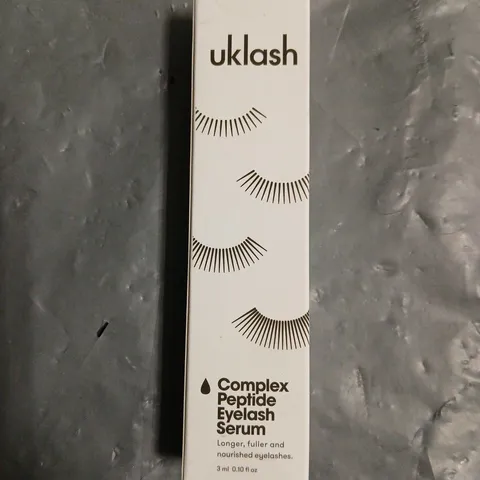 uklash
Complex
Peptide
Eyelash
Serum
Longer, fuller and
nourished eyelashes.
3 ml 0.10 fl oz